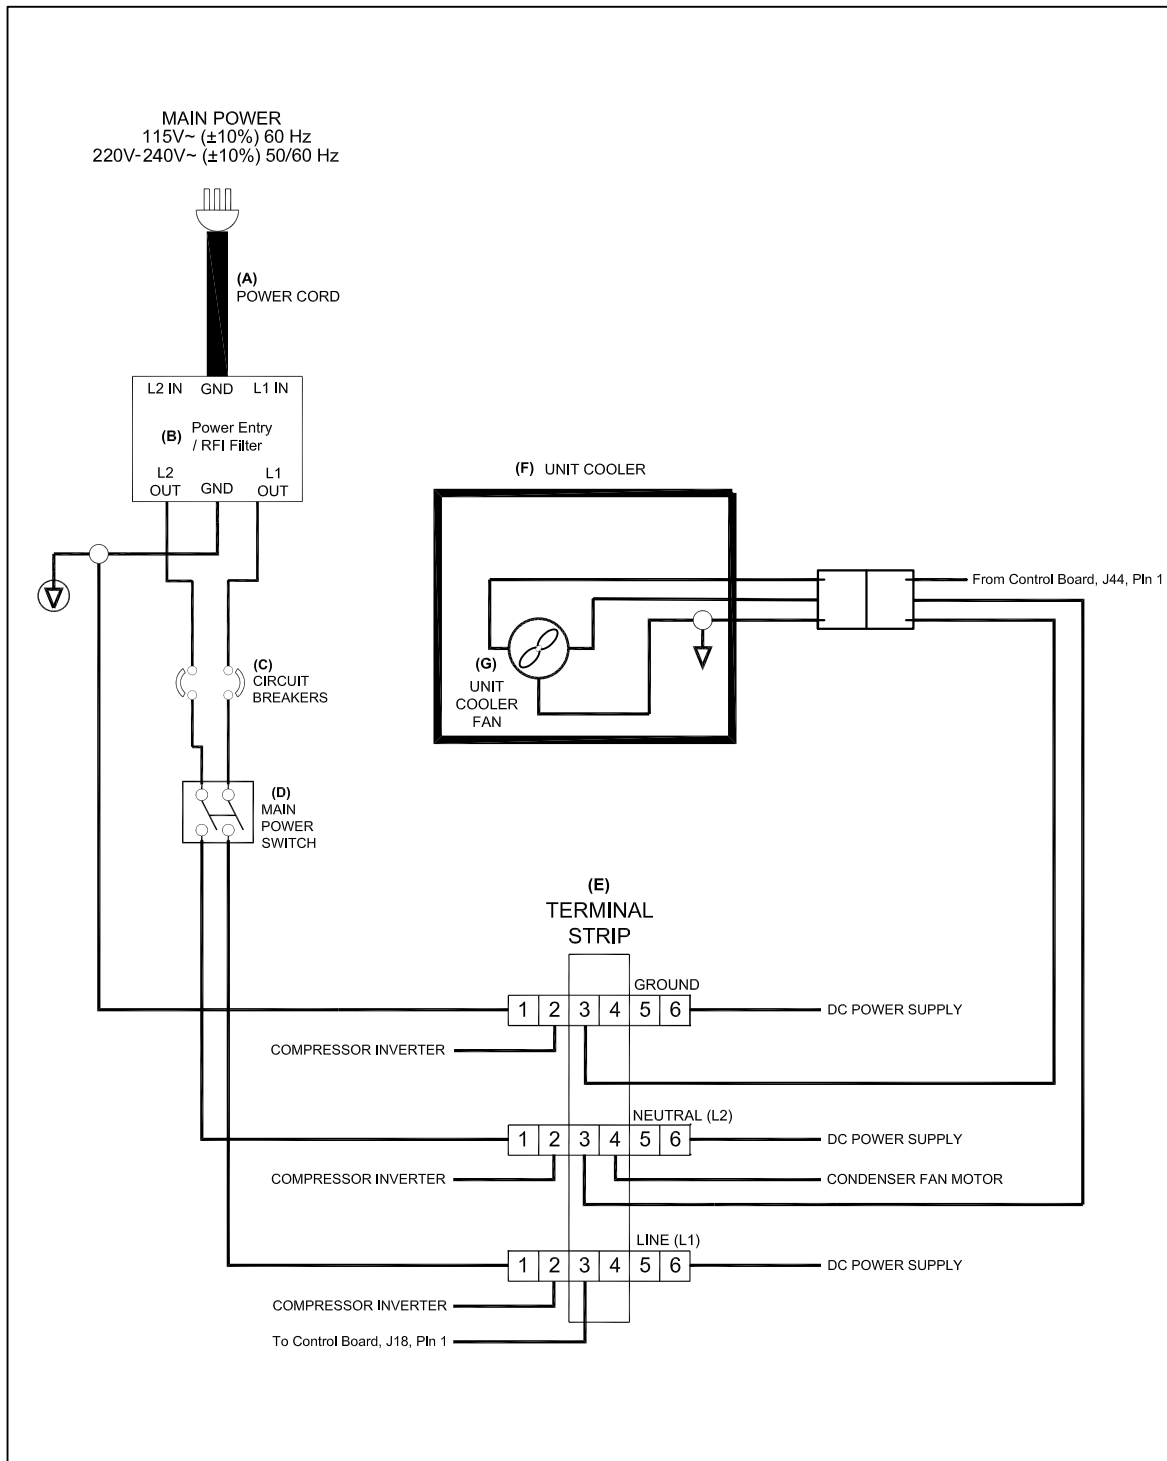 MAIN POWER
115V~ (±10%) 60 Hz
220V-240V~ (±10%) 50/60 Hz
(A)
POWER CORD
L2 IN GND L1 IN
(B) Power Entry
/ RFI Filter
L2
OUT
GND
L1
OUT
(F) UNIT COOLER
From Control Board, J44, Pin 1
(G)
UNIT
COOLER
FAN
(C)
CIRCUIT
BREAKERS
(D)
MAIN
POWER
SWITCH
(E)
TERMINAL
STRIP
GROUND
1 2 3 4 5 6
DC POWER SUPPLY
COMPRESSOR INVERTER
NEUTRAL (L2)
1 2 3 4 5 6
DC POWER SUPPLY
COMPRESSOR INVERTER
CONDENSER FAN MOTOR
LINE (L1)
1 2 3 4 5 6
DC POWER SUPPLY
COMPRESSOR INVERTER
To Control Board, J18, Pin 1